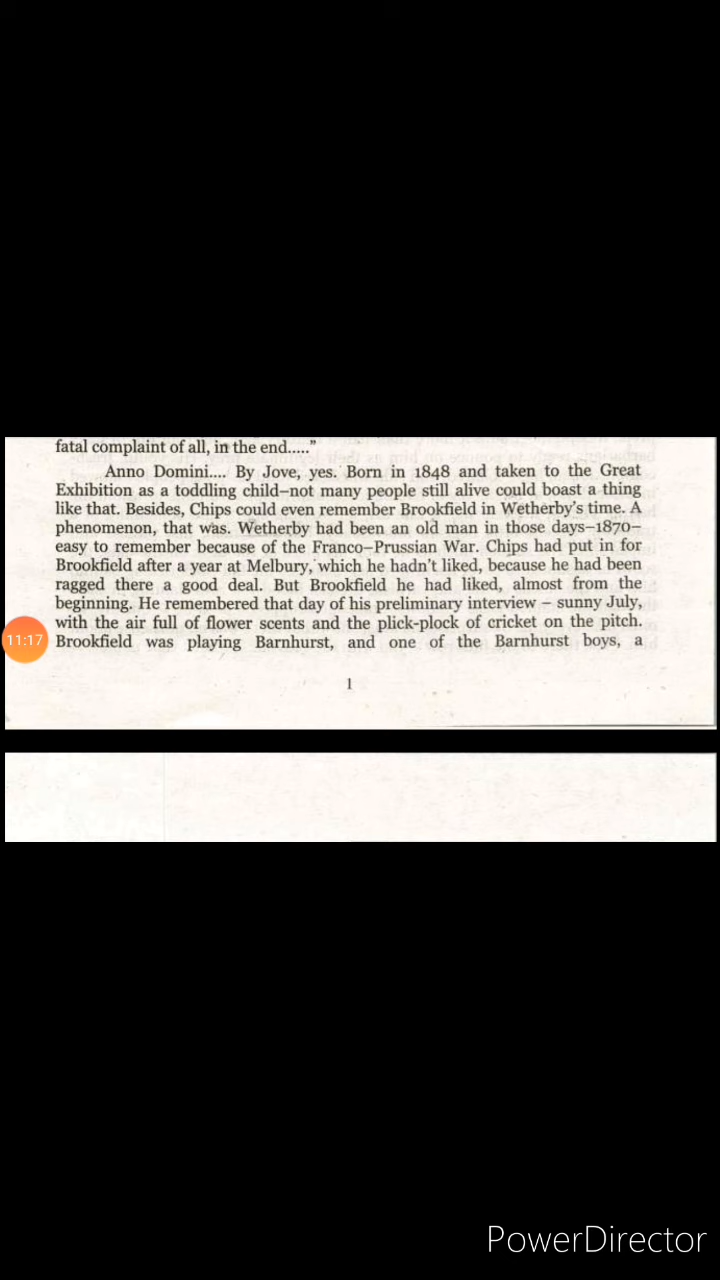 fatal complaint of all, in the end....."
Anno Domini.... By Jove, yes. Born in 1848 and taken to the Great
Exhibition as a toddling child–not many people still alive could boast a thing
like that. Besides, Chips could even remember Brookfield in Wetherby's time. A
phenomenon, that was. Wetherby had been an old man in those days–1870–
easy to remember because of the Franco–Prussian War. Chips had put in for
Brookfield after a year at Melbury, which he hadn't liked, because he had been
ragged there a good deal. But Brookfield he had liked, almost from the
beginning. He remembered that day of his preliminary interview – sunny July,
with the air full of flower scents and the plick-plock of cricket on the pitch.
11:17
Brookfield was playing Barnhurst, and one of the Barnhurst boys, a
1
PowerDirector